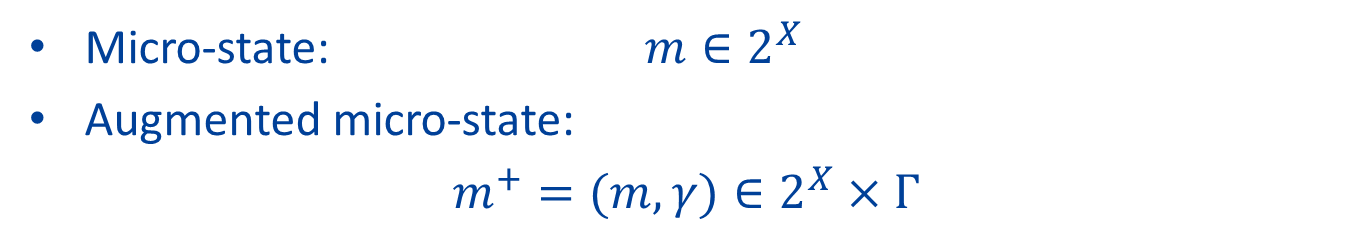 • Micro-state: 𝑚 ∈ 2^𝑋
• Augmented micro-state:
𝑚⁺ = (𝑚, 𝛾) ∈ 2^𝑋 × Γ